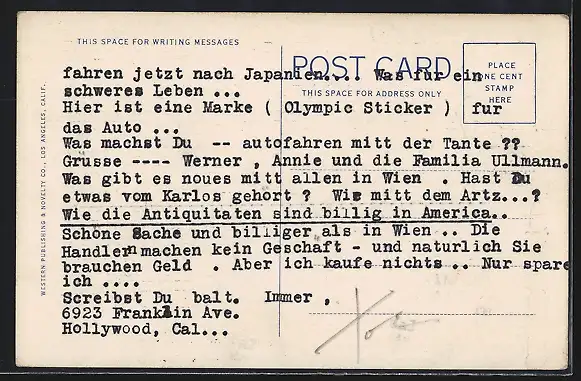 THIS SPACE FOR WRITING MESSAGES
POST CARD
THIS SPACE FOR ADDRESS ONLY
PLACE
ONE CENT
STAMP
HERE
WESTERN PUBLISHING & NOVELTY CO., LOS ANGELES, CALIF.
fahren jetzt nach Japanien.... Was fur ein
schweres Leben ...
Hier ist eine Marke ( Olympic Sticker ) fur
das Auto ...
Was machst Du -- autofahren mitt der Tante ??
Grusse ---- Werner , Annie und die Familia Ullmann.
Was gibt es noues mitt allen in Wien . Hast Du
etwas vom Karlos gehort ? Wie mitt dem Artz...?
Wie die Antiquitaten sind billig in America..
Schöne Sache und billiger als in Wien .. Die
Handlern machen kein Geschaft - und naturlich Sie
brauchen Geld . Aber ich kaufe nichts .. Nur spare
ich ....
Screibst Du balt. Immer ,
6923 Franklin Ave.
Hollywood, Cal...